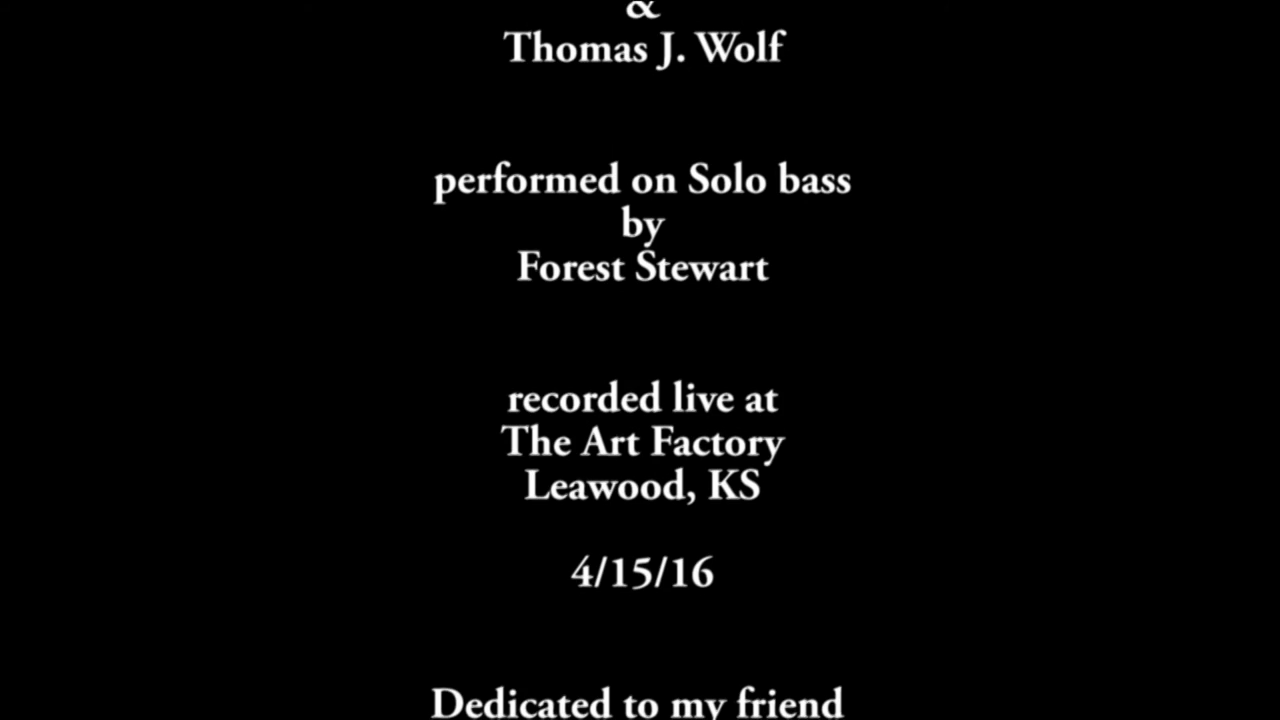 &
Thomas J. Wolf
performed on Solo bass
by
Forest Stewart
recorded live at
The Art Factory
Leawood, KS
4/15/16
Dedicated to my friend